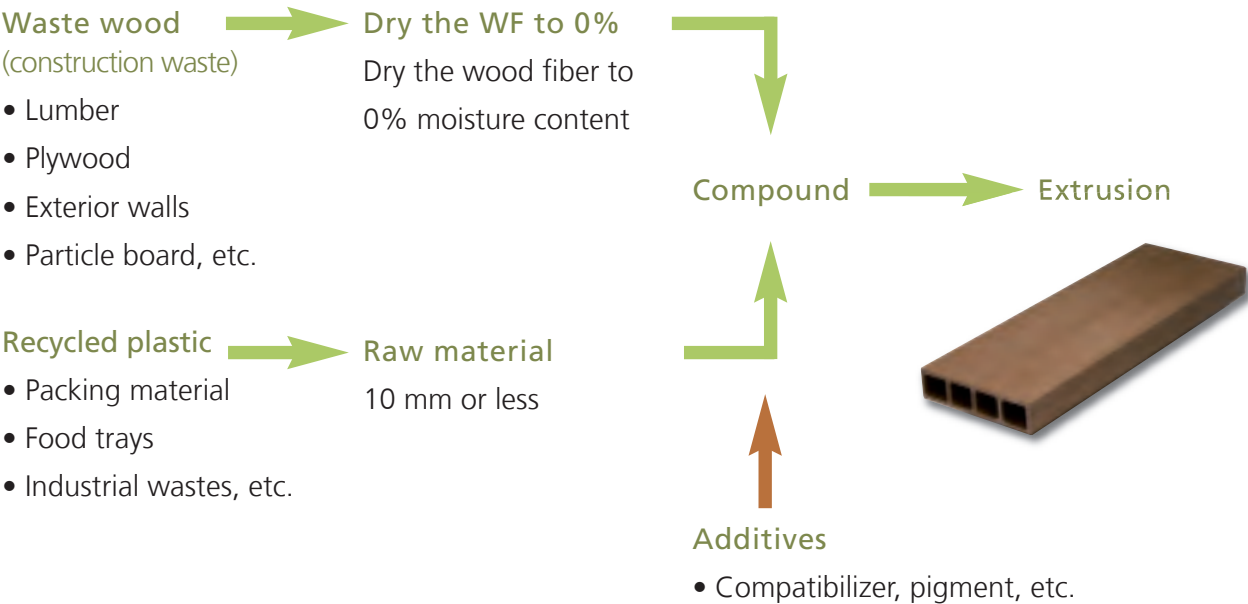 Waste wood
(construction waste)
• Lumber
• Plywood
• Exterior walls
• Particle board, etc.
Dry the WF to 0%
Dry the wood fiber to
0% moisture content
Recycled plastic
• Packing material
• Food trays
• Industrial wastes, etc.
Raw material
10 mm or less
Compound
Extrusion
Additives
• Compatibilizer, pigment, etc.